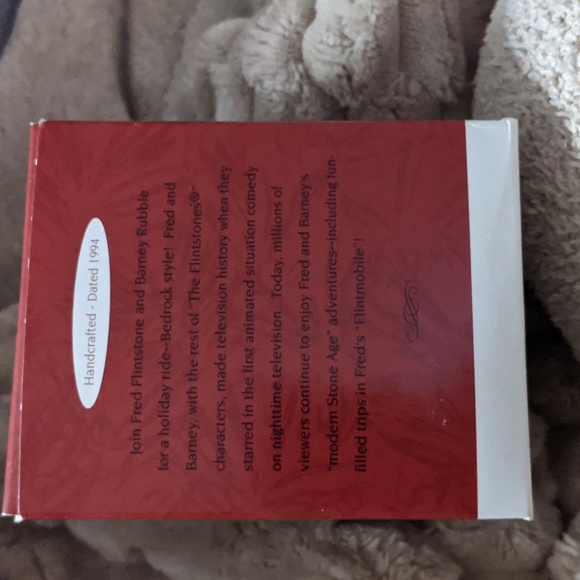 Handcrafted - Dated 1994
Join Fred Flintstone and Barney Rubble
for a holiday ride—Bedrock style! Fred and
Barney, with the rest of "The Flintstones®"
characters, made television history when they
starred in the first animated situation comedy
on nighttime television. Today, millions of
viewers continue to enjoy Fred and Barney's
"modern Stone Age" adventures—including fun-
filled trips in Fred's "Flintmobile"!